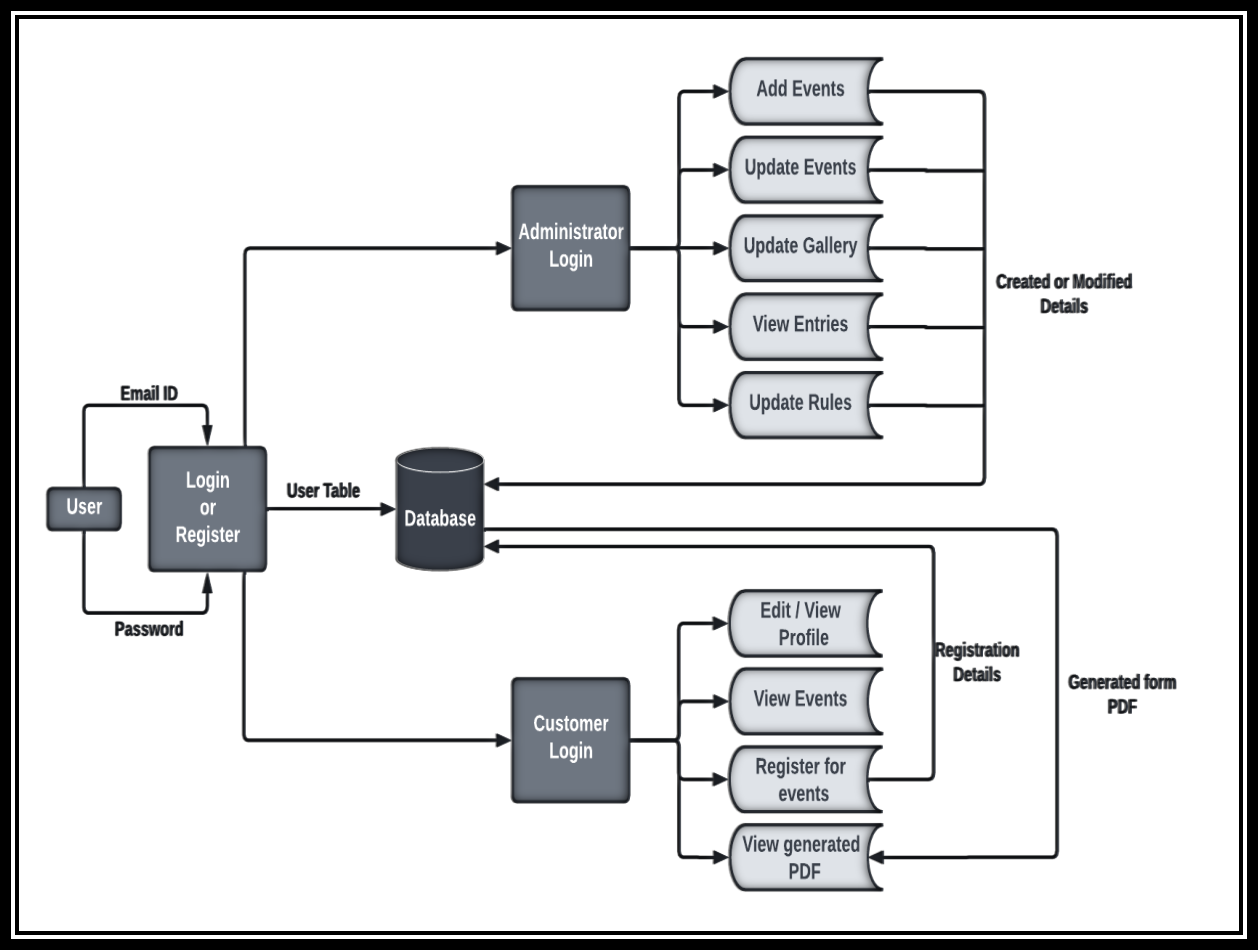 Add Events
Update Events
Administrator
Login
Update Gallery
Created or Modified
Details
View Entries
Update Rules
Email ID
Login
or
Register
User
User Table
Database
Password
Edit / View
Profile
Registration
Details
Generated form
PDF
View Events
Customer
Login
Register for
events
View generated
PDF